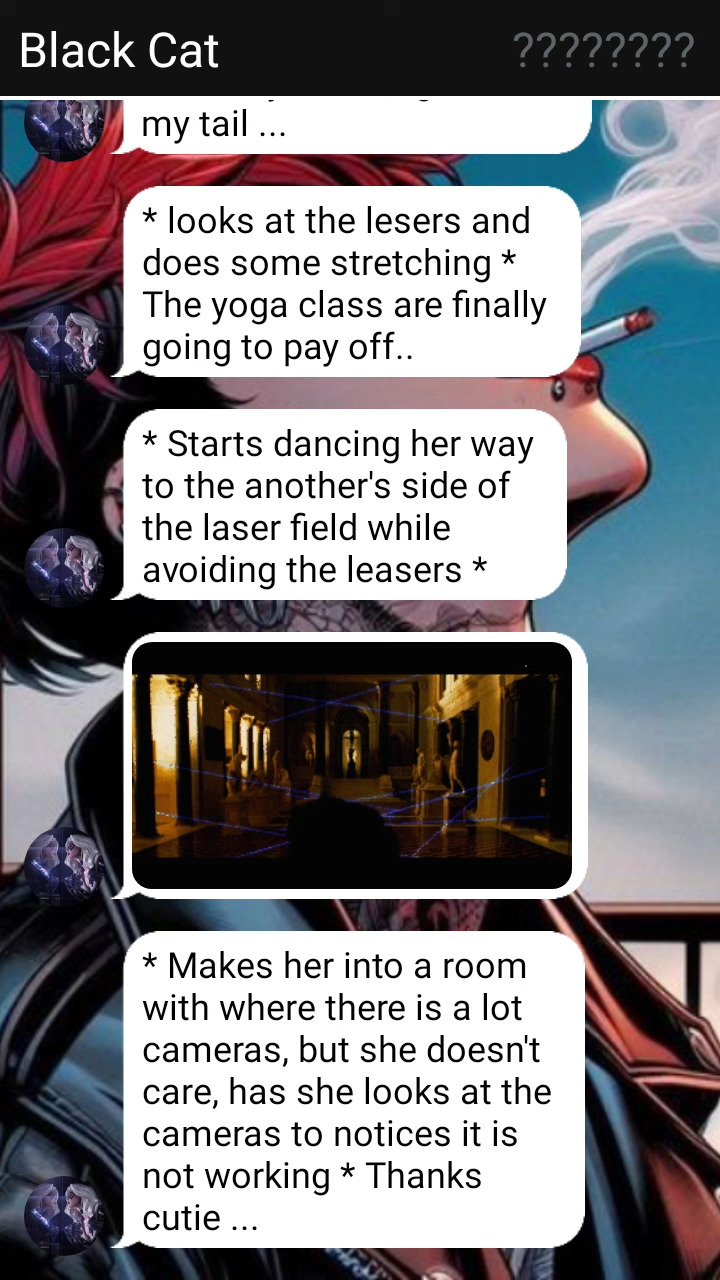 Black Cat ????????
my tail ...
* looks at the lesers and
does some stretching *
The yoga class are finally
going to pay off..
* Starts dancing her way
to the another's side of
the laser field while
avoiding the leasers *
* Makes her into a room
with where there is a lot
cameras, but she doesn't
care, has she looks at the
cameras to notices it is
not working * Thanks
cutie ...